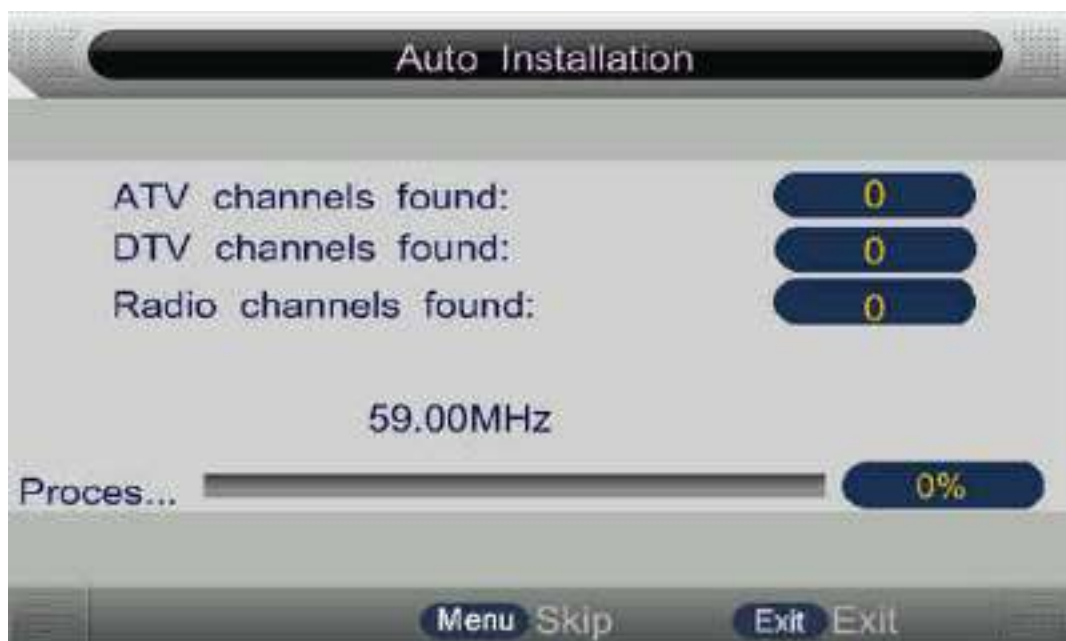 Auto Installation
ATV channels found: 0
DTV channels found: 0
Radio channels found: 0
59.00MHz
Proces... 0%
Menu Skip Exit Exit